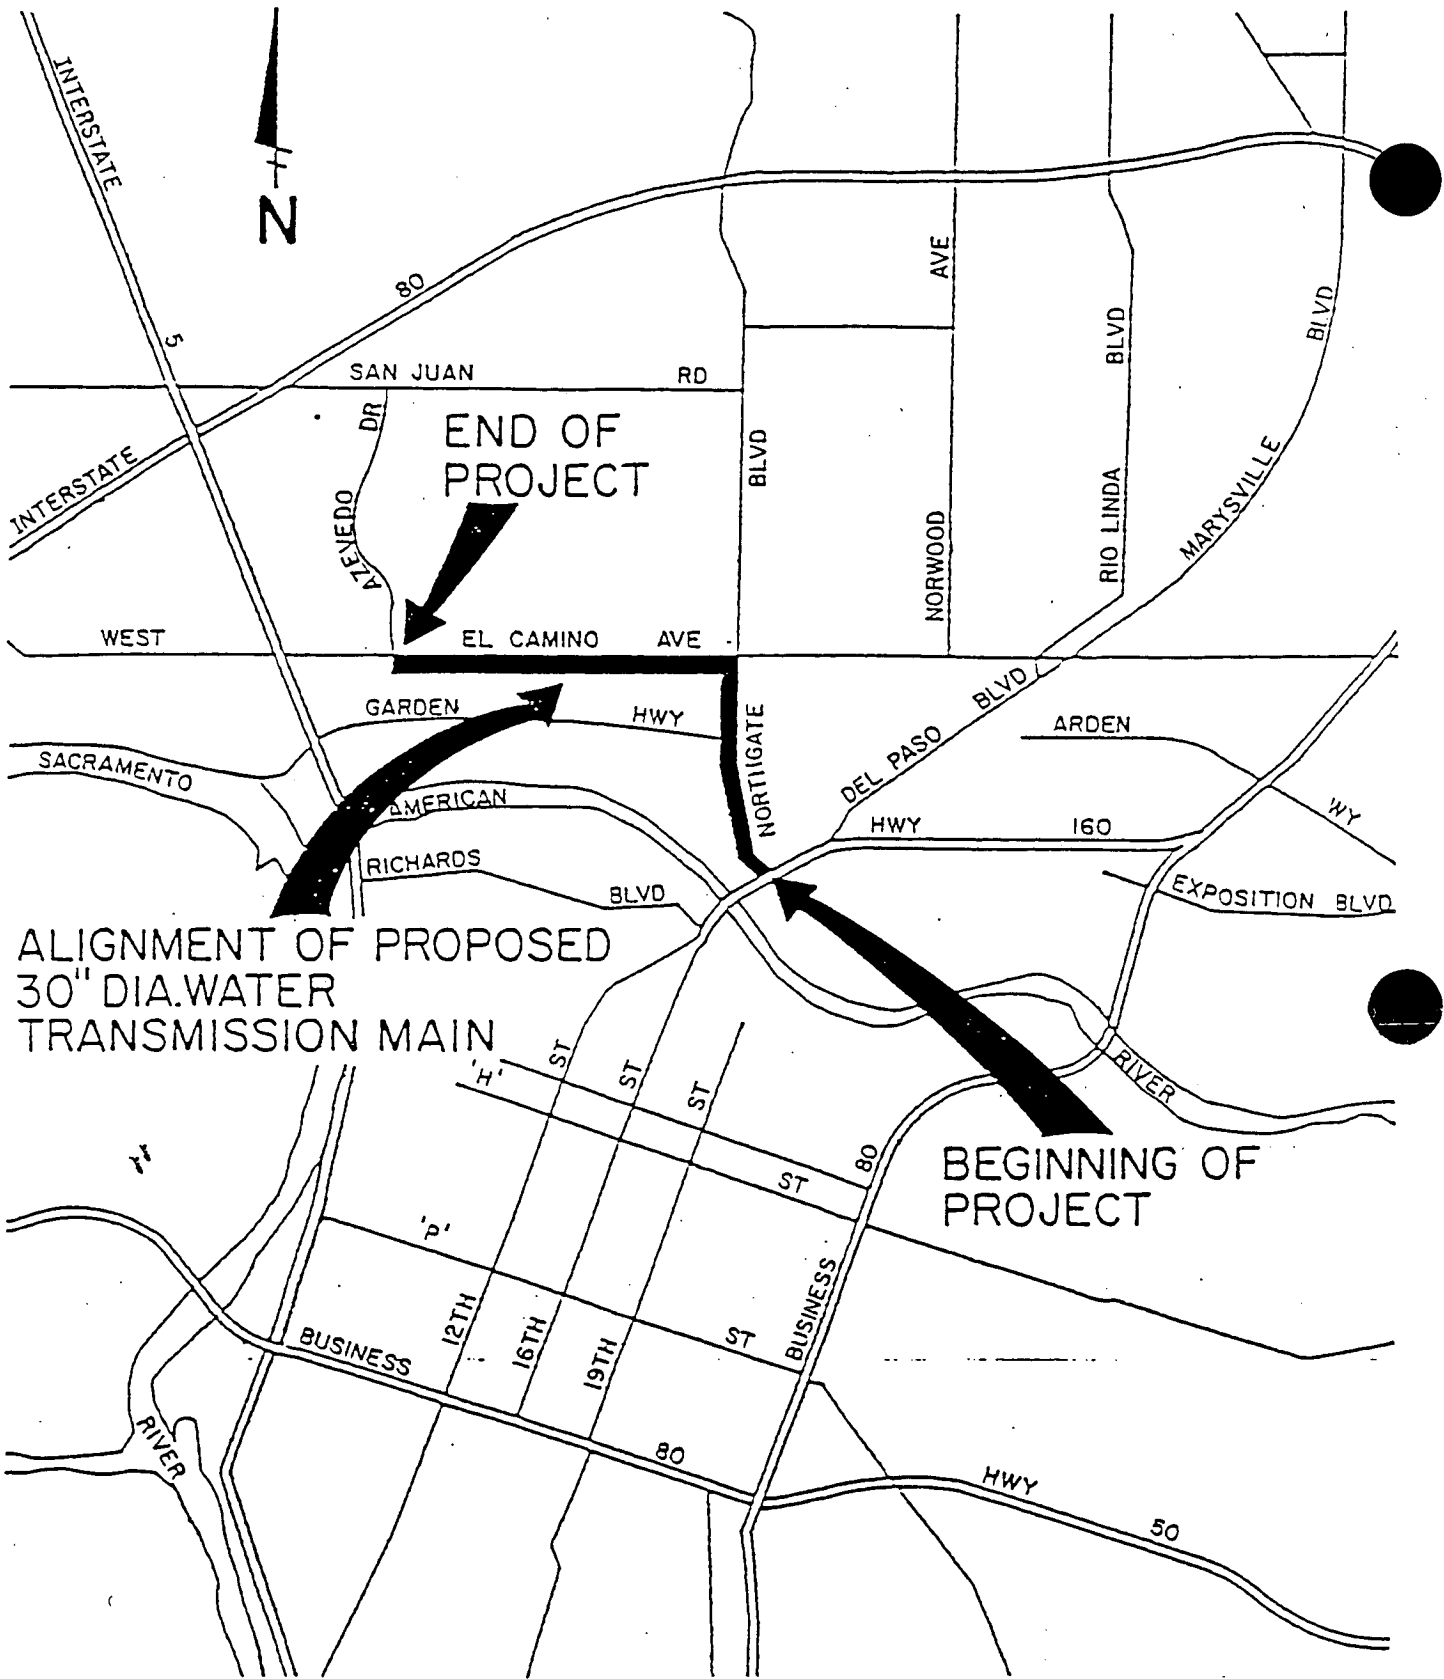 INTERSTATE
5
N
80
SAN JUAN RD
INTERSTATE
AZEVEDO DR
END OF
PROJECT
BLVD
NORWOOD AVE
RIO LINDA BLVD
MARYSVILLE BLVD
WEST EL CAMINO AVE
GARDEN HWY
NORTHGATE
DEL PASO BLVD
ARDEN WY
SACRAMENTO
AMERICAN
HWY 160
RICHARDS BLVD
EXPOSITION BLVD
ALIGNMENT OF PROPOSED
30" DIA. WATER
TRANSMISSION MAIN
ST
ST
ST
'H' ST
RIVER
80
BEGINNING OF
PROJECT
'P' ST
BUSINESS
12TH
16TH
19TH
BUSINESS
80
RIVER
HWY 50